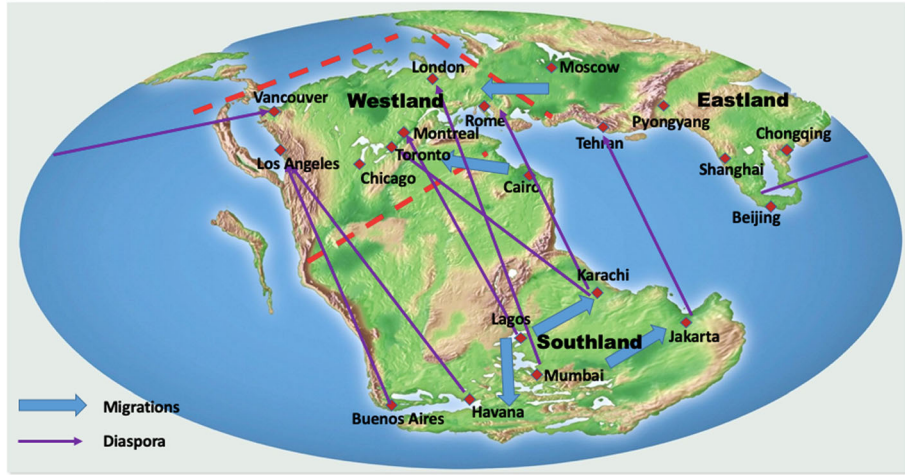 London
Moscow
Vancouver
Westland
Rome
Eastland
Pyongyang
Montreal
Tehran
Chongqing
Los Angeles
Toronto
Shanghai
Chicago
Cairo
Beijing
Karachi
Lagos
Southland
Jakarta
Mumbai
Migrations
Buenos Aires
Havana
Diaspora